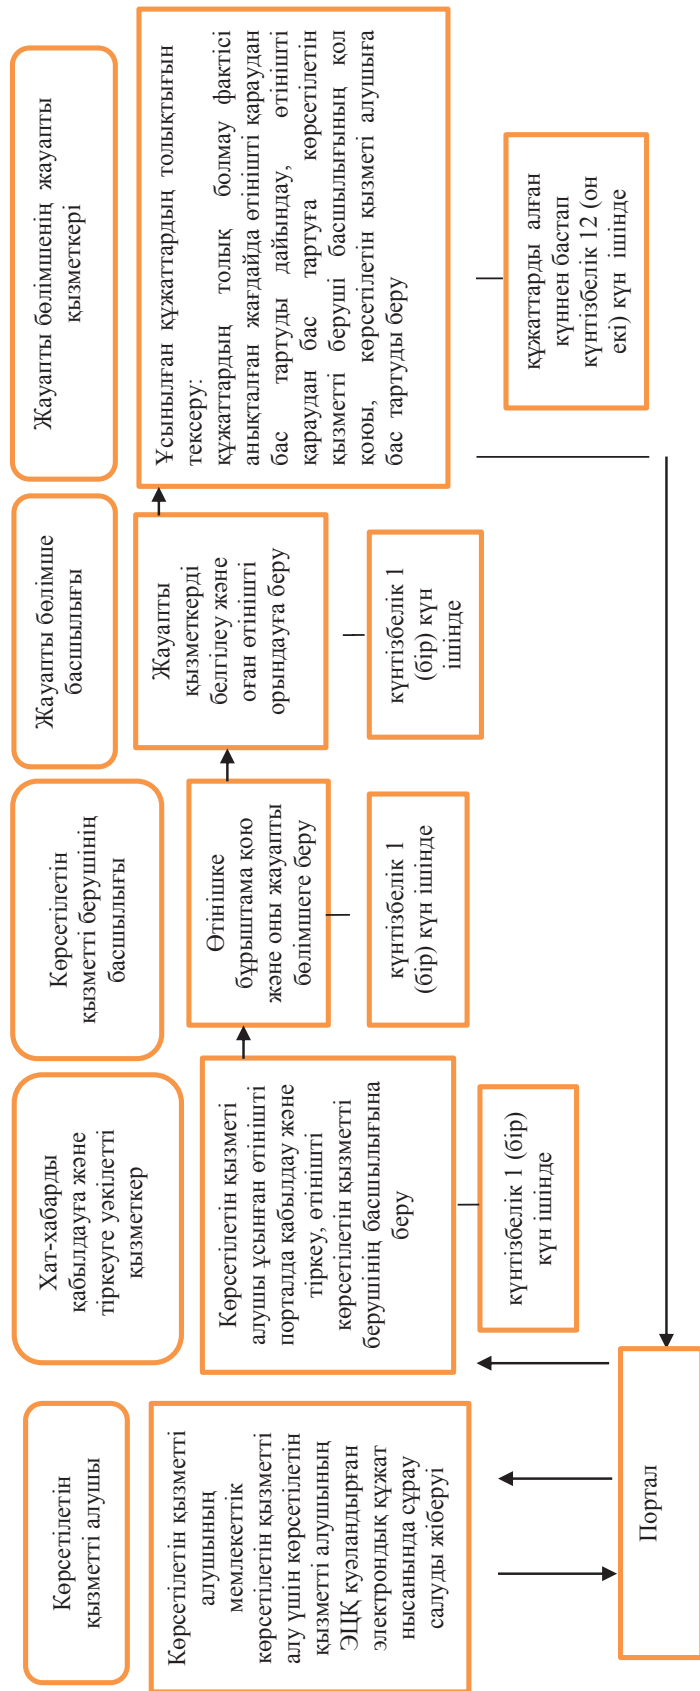 Көрсетілетін
қызметті алушы
Хат-хабарды
қабылдауға және
тіркеуге уәкілетті
қызметкер
Көрсетілетін
қызметті берушінің
басшылығы
Жауапты бөлімше
басшылығы
Жауапты бөлімшенің жауапты
қызметкері
Көрсетілетін қызметті
алушының
мемлекеттік
көрсетілетін қызметті
алу үшін көрсетілетін
қызметті алушының
ЭЦҚ куәландырған
электрондық құжат
нысанында сұрау
салуды жіберуі
Көрсетілетін қызметі
алушы ұсынған өтінішті
порталда қабылдау және
тіркеу, өтінішті
көрсетілетін қызметті
берушінің басшылығына
беру
Өтінішке
бұрыштама қою
және оны жауапты
бөлімшеге беру
Жауапты
қызметкерді
белгілеу және
оған өтінішті
орындауға беру
Ұсынылған құжаттардың толықтығын
тексеру:
құжаттардың толық болмау фактісі
анықталған жағдайда өтінішті қараудан
бас тартуды дайындау, өтінішті
қараудан бас тартуға көрсетілетін
қызметті беруші басшылығының қол
қоюы, көрсетілетін қызметі алушыға
бас тартуды беру
күнтізбелік 1 (бір)
күн ішінде
күнтізбелік 1
(бір) күн ішінде
күнтізбелік 1
(бір) күн
ішінде
құжаттарды алған
күннен бастап
күнтізбелік 12 (он
екі) күн ішінде
Портал